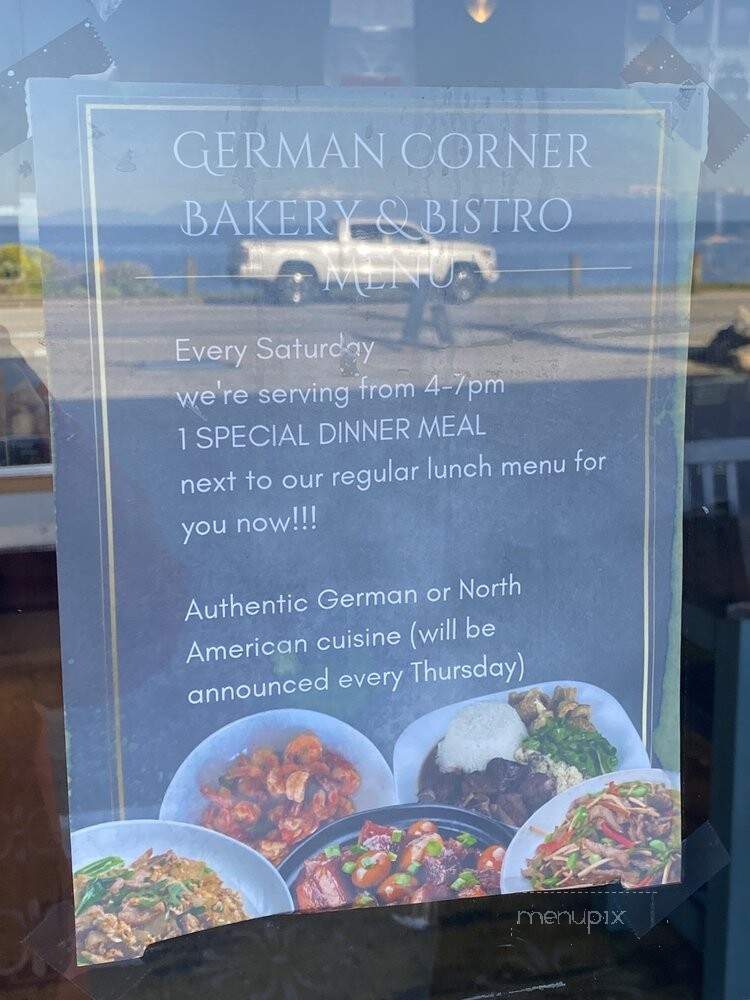 GERMAN CORNER
BAKERY & BISTRO
MENU
Every Saturday
we're serving from 4-7pm
1 SPECIAL DINNER MEAL
next to our regular lunch menu for
you now!!!
Authentic German or North
American cuisine (will be
announced every Thursday)
menupix